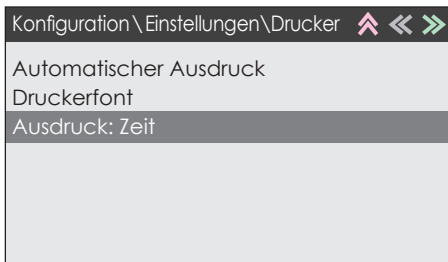 Konfiguration\Einstellungen\Drucker
Automatischer Ausdruck
Druckerfont
Ausdruck: Zeit